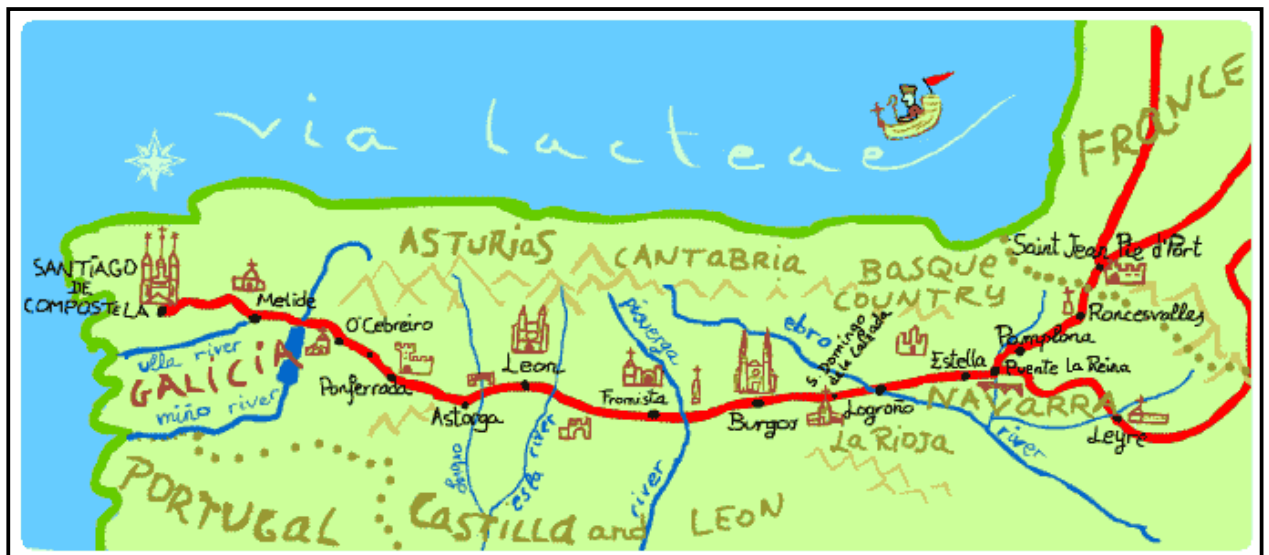 via lacteae
FRANCE
ASTURIAS
CANTABRIA
BASQUE
COUNTRY
Saint Jean Pie d'Port
SANTIAGO
DE
COMPOSTELA
Melide
O'Cebreiro
Roncesvalles
Pamplona
ulla river
GALICIA
miño river
Ponferrada
Astorga
Leon
pisuerga
river
Fromista
Burgos
ebro
river
S. Domingo
de la Calzada
Logroño
Estella
Puente La Reina
NAVARRA
Leyre
LA RIOJA
esla river
PORTUGAL
CASTILLA and LEON